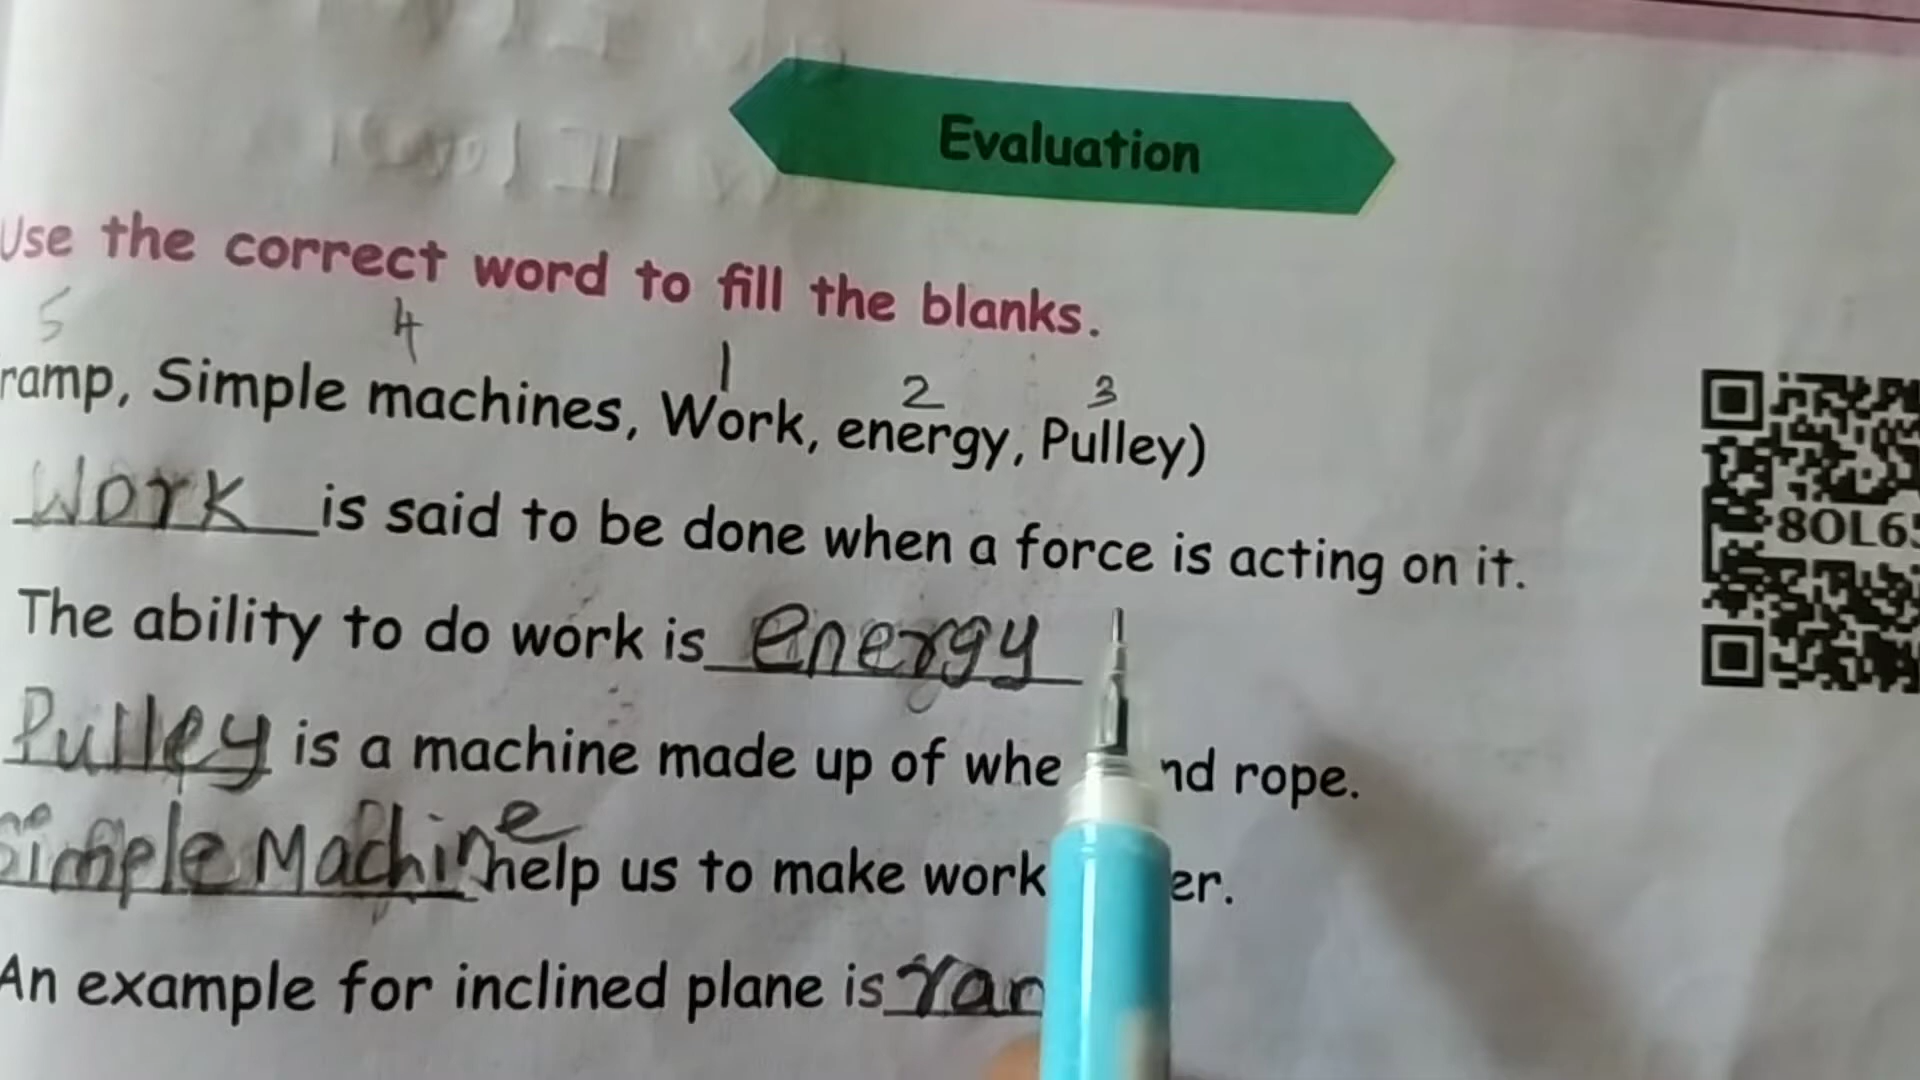 Evaluation
Use the correct word to fill the blanks.
5 4 1 2 3
ramp, Simple machines, Work, energy, Pulley)
Work is said to be done when a force is acting on it.
8OL6
The ability to do work is energy
Pulley is a machine made up of whe nd rope.
Simple Machine help us to make work er.
An example for inclined plane is ram